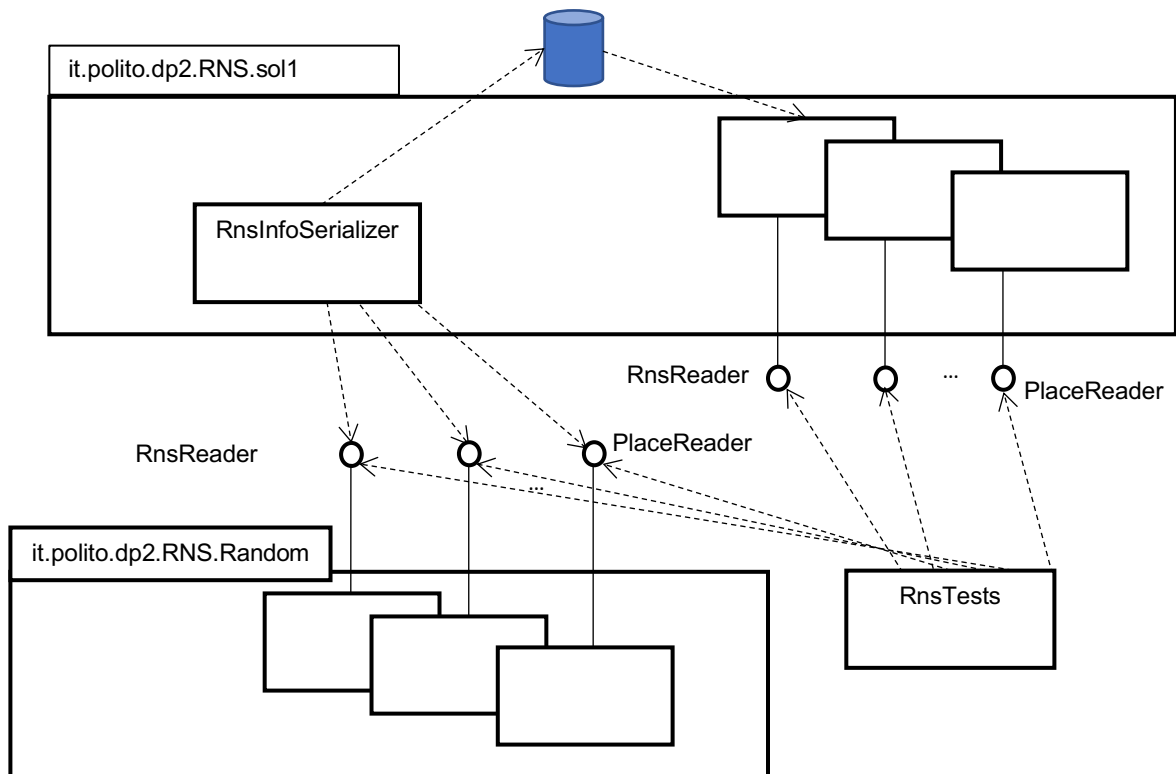 it.polito.dp2.RNS.sol1
RnsInfoSerializer
RnsReader
...
PlaceReader
RnsReader
PlaceReader
...
it.polito.dp2.RNS.Random
RnsTests